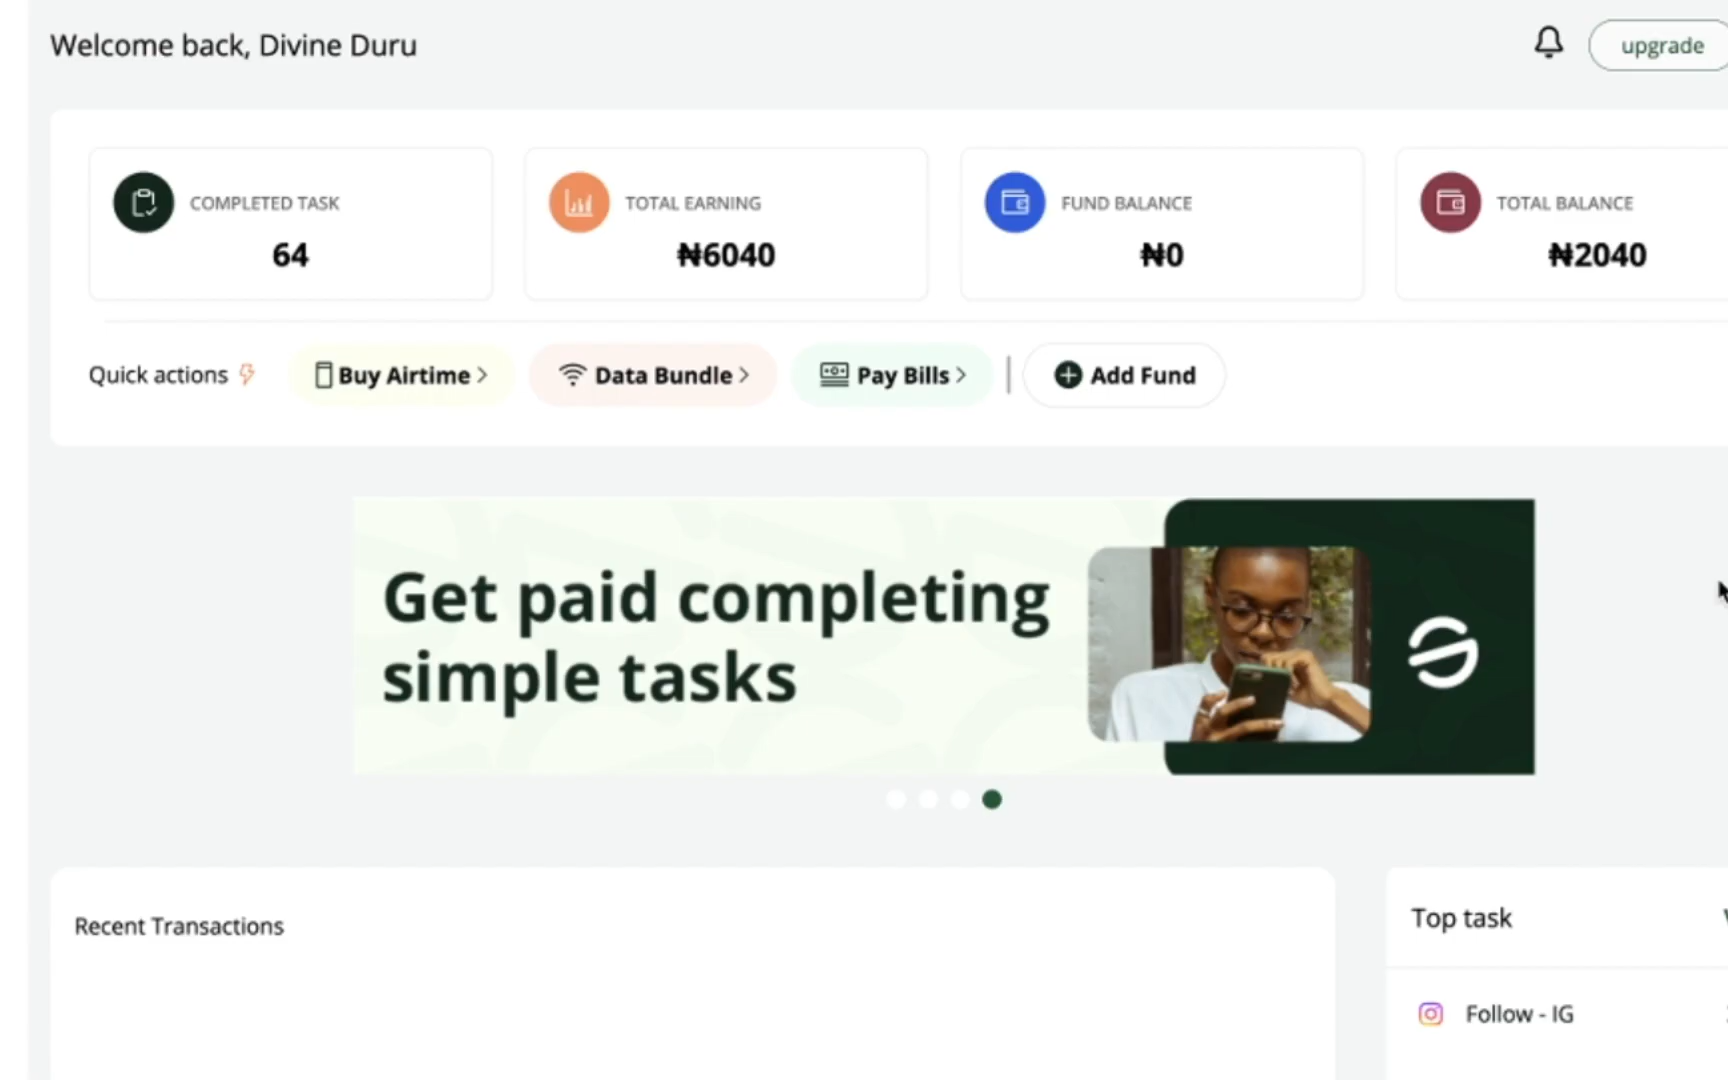 Welcome back, Divine Duru
upgrade
COMPLETED TASK
64
TOTAL EARNING
₦6040
FUND BALANCE
₦0
TOTAL BALANCE
₦2040
Quick actions
Buy Airtime >
Data Bundle >
Pay Bills >
Add Fund
Get paid completing
simple tasks
Recent Transactions
Top task
Follow - IG